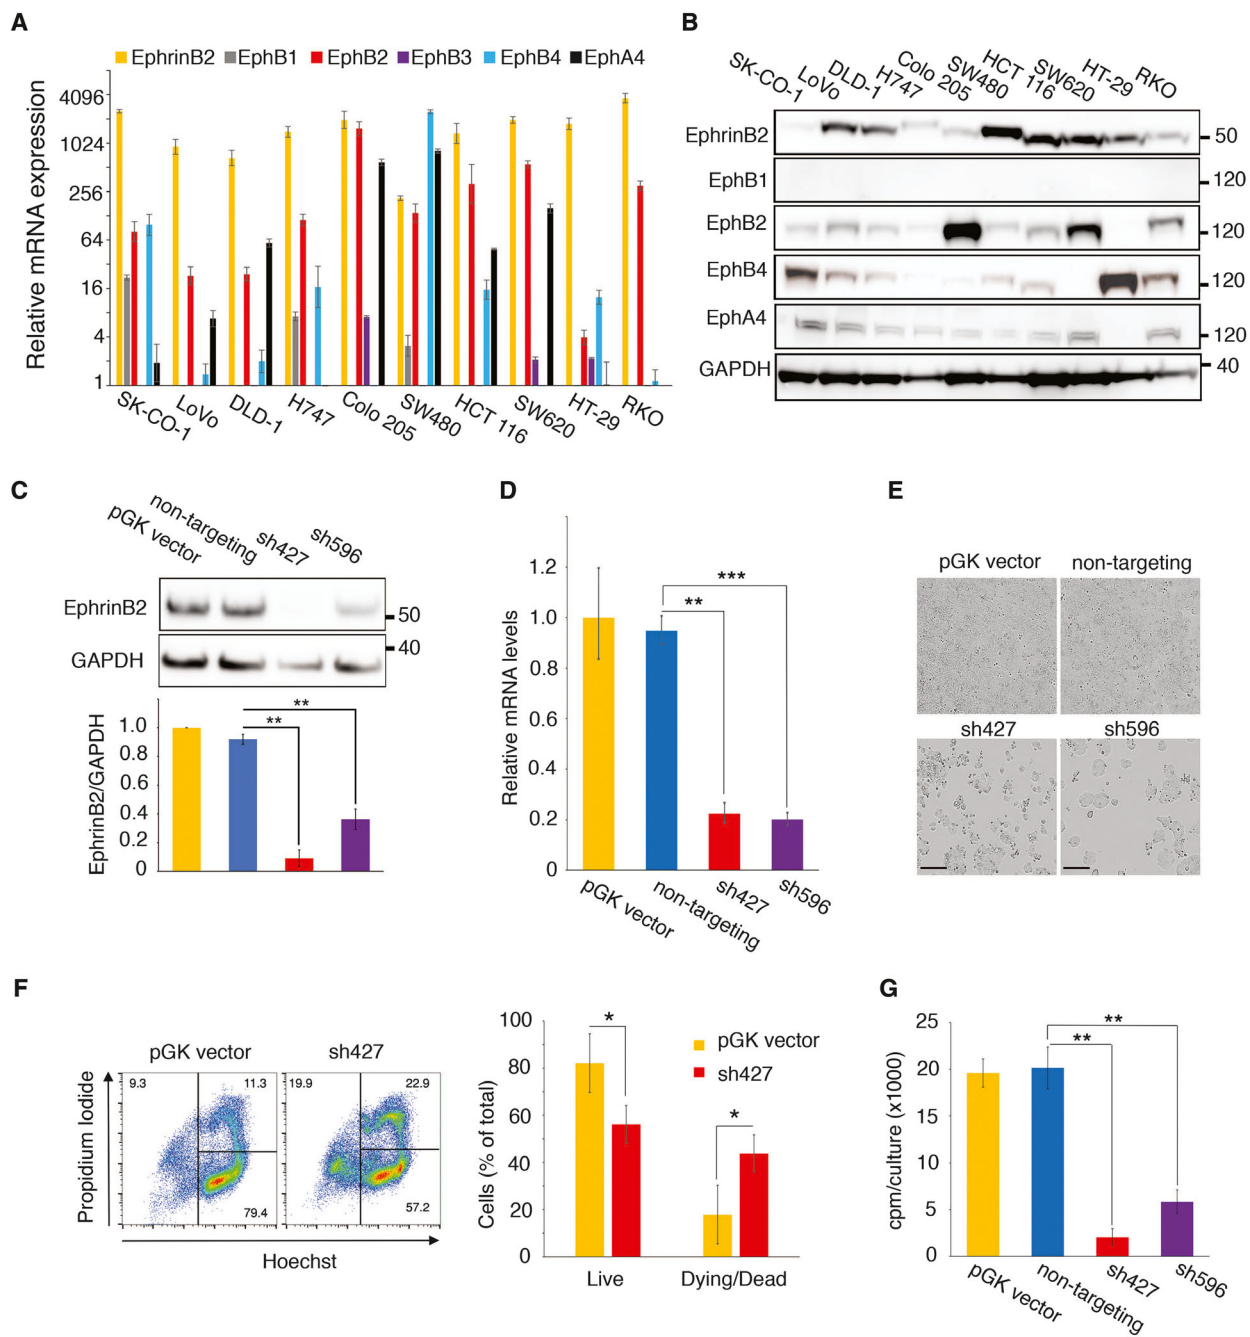 A
EphrinB2 EphB1 EphB2 EphB3 EphB4 EphA4
Relative mRNA expression
4096
1024
256
64
16
4
1
SK-CO-1 LoVo DLD-1 H747 Colo 205 SW480 HCT 116 SW620 HT-29 RKO
B
SK-CO-1 LoVo DLD-1 H747 Colo 205 SW480 HCT 116 SW620 HT-29 RKO
EphrinB2 50
EphB1 120
EphB2 120
EphB4 120
EphA4 120
GAPDH 40
C
pGK vector non-targeting sh427 sh596
EphrinB2 50
40
GAPDH
EphrinB2/GAPDH
1.0
0.8
0.6
0.4
0.2
0
**
**
D
Relative mRNA levels
1.2
1.0
0.8
0.6
0.4
0.2
0
***
**
pGK vector non-targeting sh427 sh596
E
pGK vector non-targeting
sh427 sh596
F
pGK vector sh427
Propidium Iodide
9.3 11.3 19.9 22.9
79.4 57.2
Hoechst
Cells (% of total)
100
80
60
40
20
0
*
*
pGK vector
sh427
Live Dying/Dead
G
cpm/culture (x1000)
25
20
15
10
5
0
**
**
pGK vector non-targeting sh427 sh596